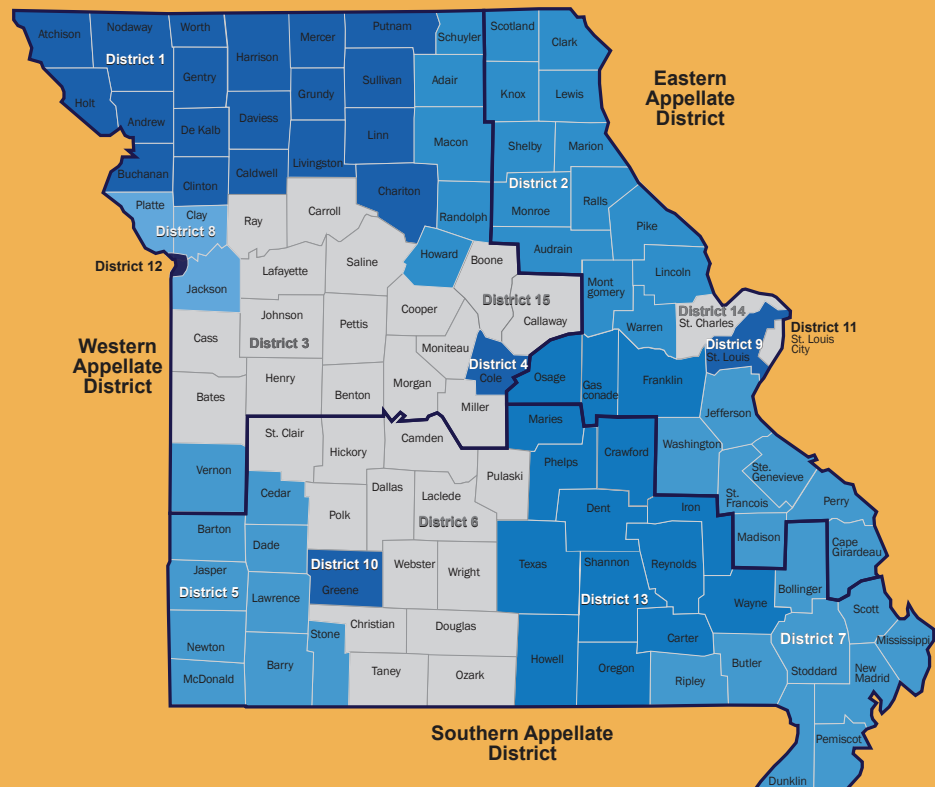 Atchison
Nodaway
Worth
Mercer
Putnam
Schuyler
Scotland
Clark
District 1
Harrison
Gentry
Sullivan
Adair
Knox
Lewis
Eastern
Appellate
District
Holt
Andrew
De Kalb
Daviess
Grundy
Linn
Macon
Shelby
Marion
Buchanan
Clinton
Caldwell
Livingston
Chariton
Randolph
District 2
Monroe
Ralls
Pike
Platte
Clay
District 8
Ray
Carroll
Howard
Boone
Audrain
District 12
Jackson
Lafayette
Saline
Cooper
District 15
Callaway
Mont
gomery
Lincoln
Warren
District 14
St. Charles
District 9
St. Louis
District 11
St. Louis
City
Western
Appellate
District
Cass
Johnson
District 3
Pettis
Moniteau
District 4
Cole
Osage
Gas
conade
Franklin
Jefferson
Bates
Henry
Benton
Morgan
Miller
Maries
St. Clair
Hickory
Camden
Pulaski
Phelps
Crawford
Washington
Ste.
Genevieve
St.
Francois
Perry
Vernon
Cedar
Polk
Dallas
Laclede
District 6
Dent
Iron
Madison
Cape
Girardeau
Barton
Dade
Jasper
District 5
Lawrence
District 10
Greene
Webster
Wright
Texas
Shannon
Reynolds
District 13
Wayne
Bollinger
Scott
Newton
McDonald
Barry
Stone
Christian
Douglas
Taney
Ozark
Howell
Oregon
Carter
Ripley
Butler
District 7
Stoddard
Mississippi
New
Madrid
Pemiscot
Dunklin
Southern Appellate
District